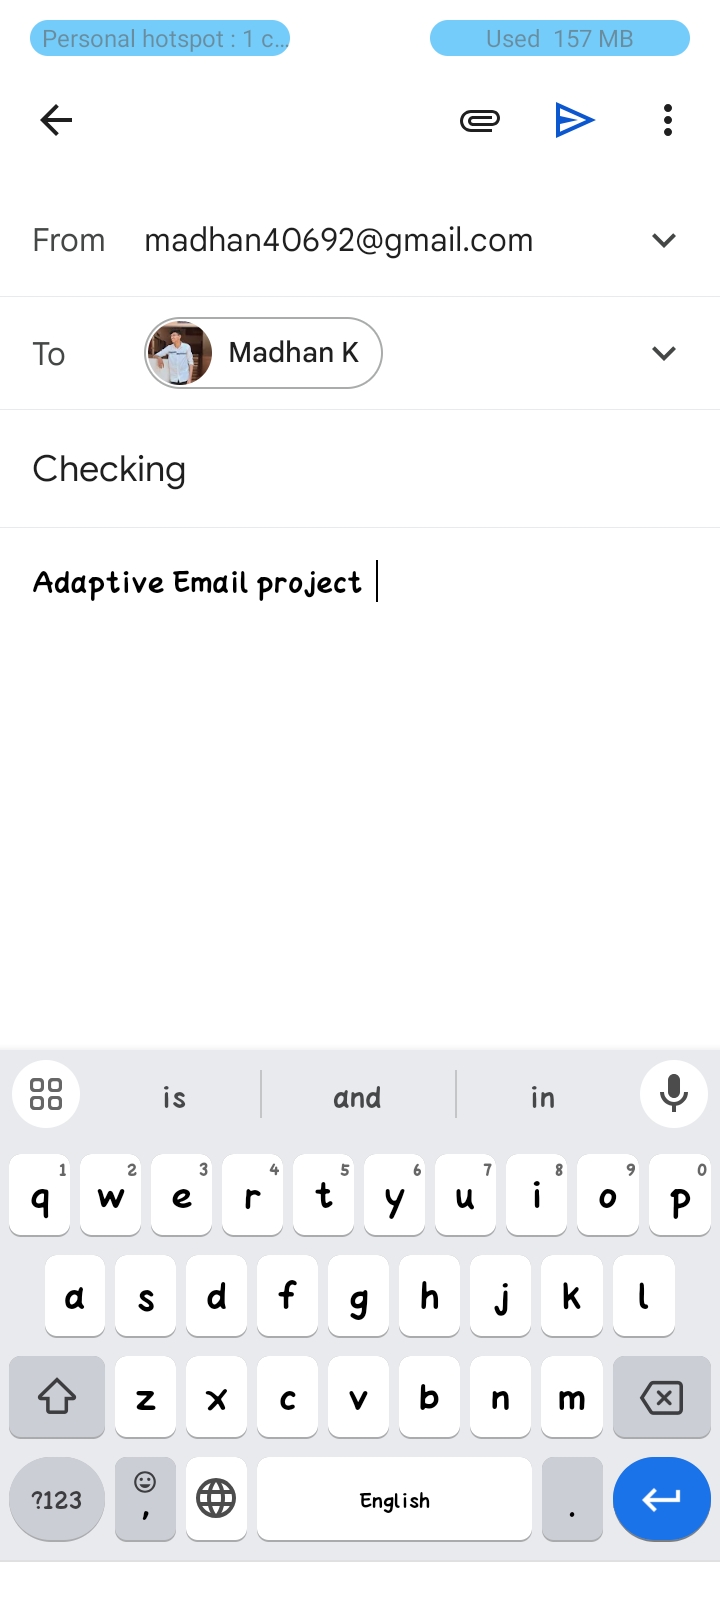 Personal hotspot : 1 c... Used 157 MB
From madhan40692@gmail.com
To Madhan K
Checking
Adaptive Email project
is and in
q 1 w 2 e 3 r 4 t 5 y 6 u 7 i 8 o 9 p 0
a s d f g h j k l
z x c v b n m
?123 , English .